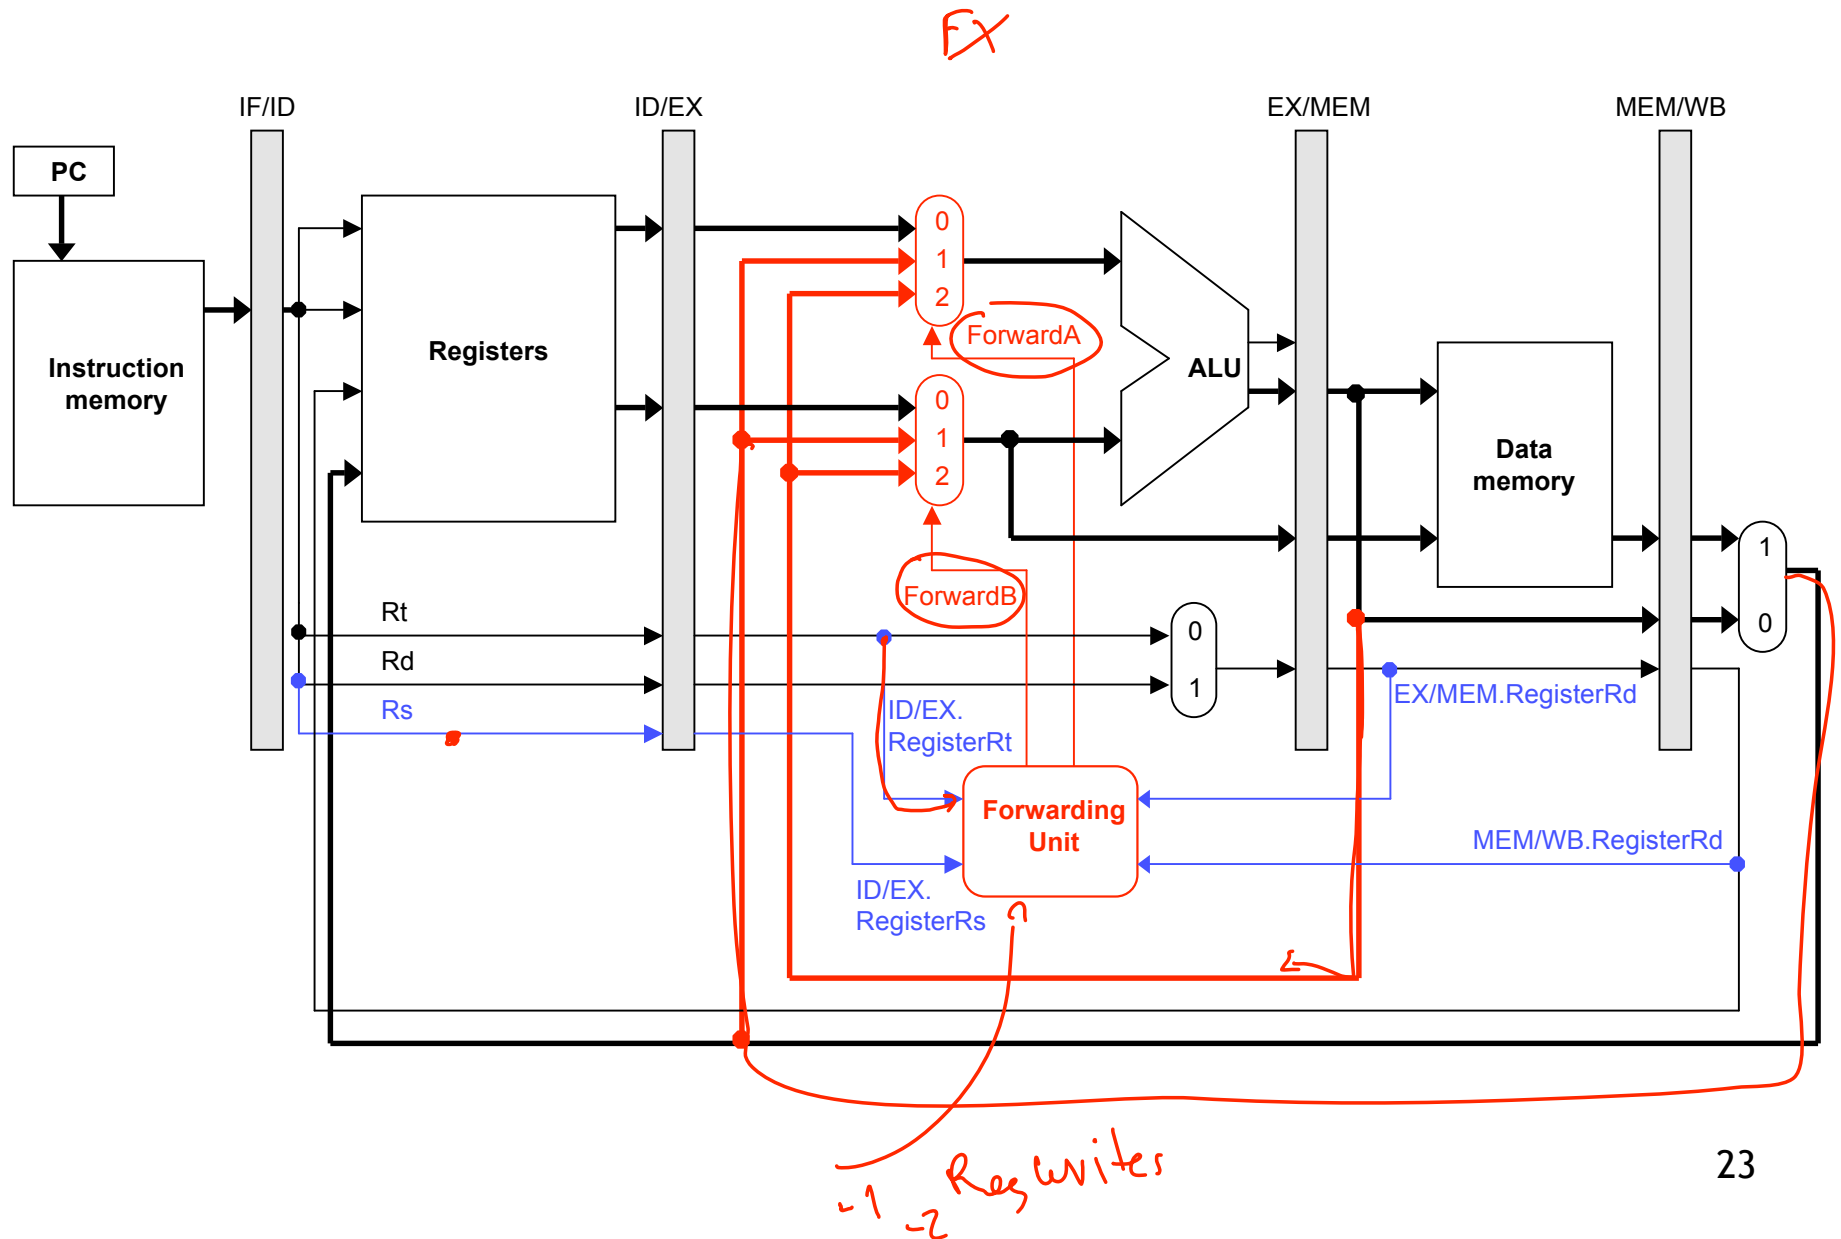 EX
IF/ID
ID/EX
EX/MEM
MEM/WB
PC
Instruction
memory
Registers
0
1
2
ForwardA
0
1
2
ForwardB
ALU
Data
memory
1
0
Rt
Rd
Rs
0
1
ID/EX.
RegisterRt
EX/MEM.RegisterRd
Forwarding
Unit
MEM/WB.RegisterRd
ID/EX.
RegisterRs
-1 -2 Reg writes
23